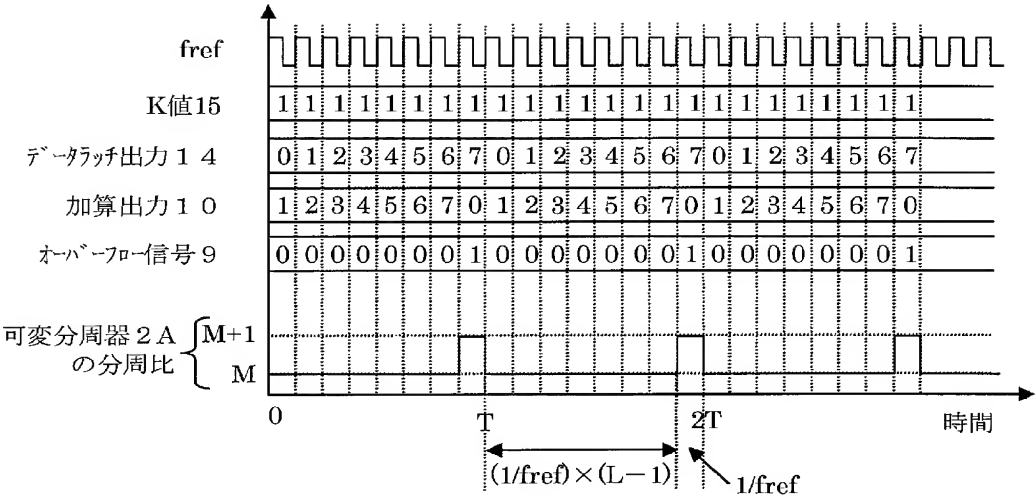 fref
K値15 1 1 1 1 1 1 1 1 1 1 1 1 1 1 1 1 1 1 1 1 1 1 1 1
データラッチ出力14 0 1 2 3 4 5 6 7 0 1 2 3 4 5 6 7 0 1 2 3 4 5 6 7
加算出力10 1 2 3 4 5 6 7 0 1 2 3 4 5 6 7 0 1 2 3 4 5 6 7 0
オーバーフロー信号9 0 0 0 0 0 0 0 1 0 0 0 0 0 0 0 1 0 0 0 0 0 0 0 1
可変分周器2A
の分周比
M+1
M
0 T 2T 時間
(1/fref)×(L−1)
1/fref